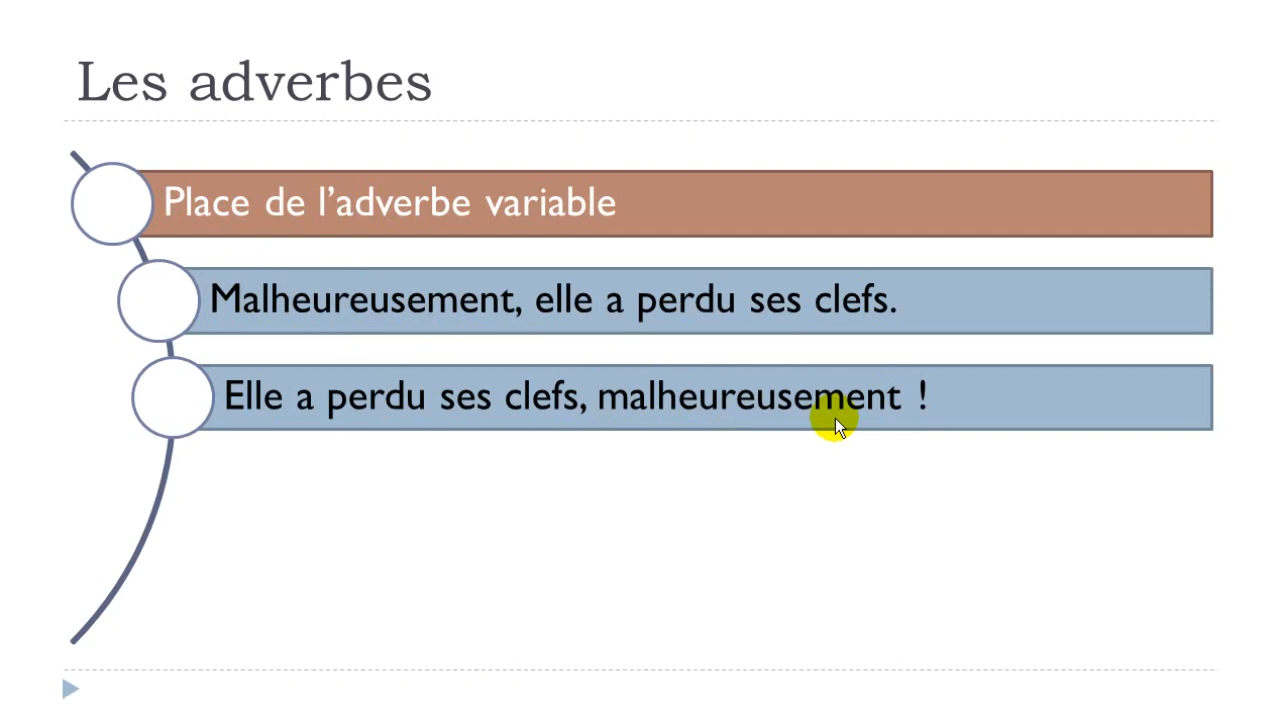 Les adverbes
Place de l’adverbe variable
Malheureusement, elle a perdu ses clefs.
Elle a perdu ses clefs, malheureusement !